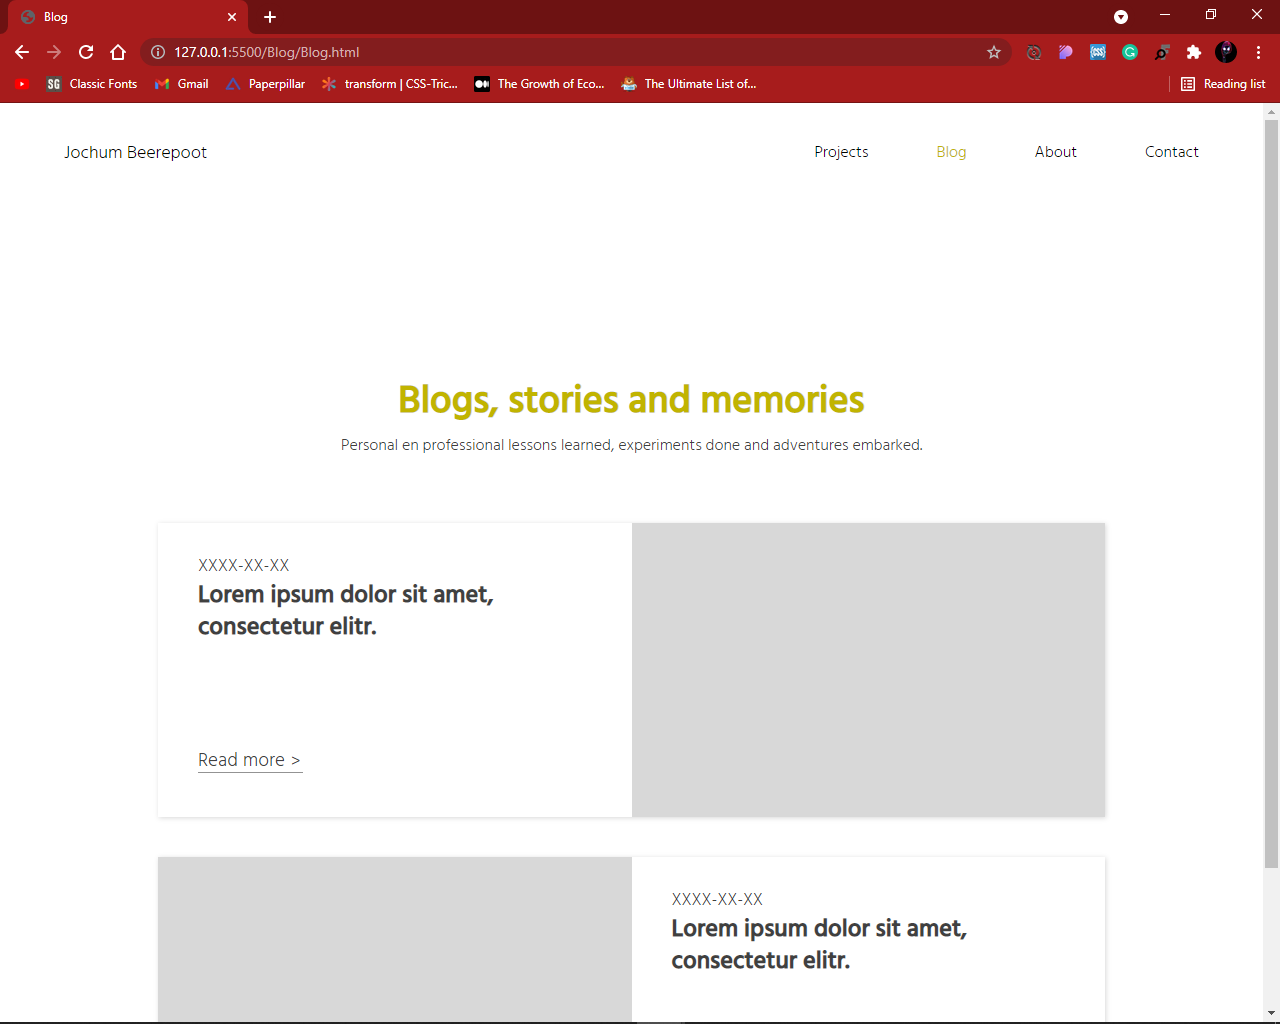 Blog
127.0.0.1:5500/Blog/Blog.html
SG Classic Fonts Gmail Paperpillar transform | CSS-Tric... The Growth of Eco... The Ultimate List of... Reading list
Jochum Beerepoot Projects Blog About Contact
Blogs, stories and memories
Personal en professional lessons learned, experiments done and adventures embarked.
XXXX-XX-XX
Lorem ipsum dolor sit amet,
consectetur elitr.
Read more >
XXXX-XX-XX
Lorem ipsum dolor sit amet,
consectetur elitr.